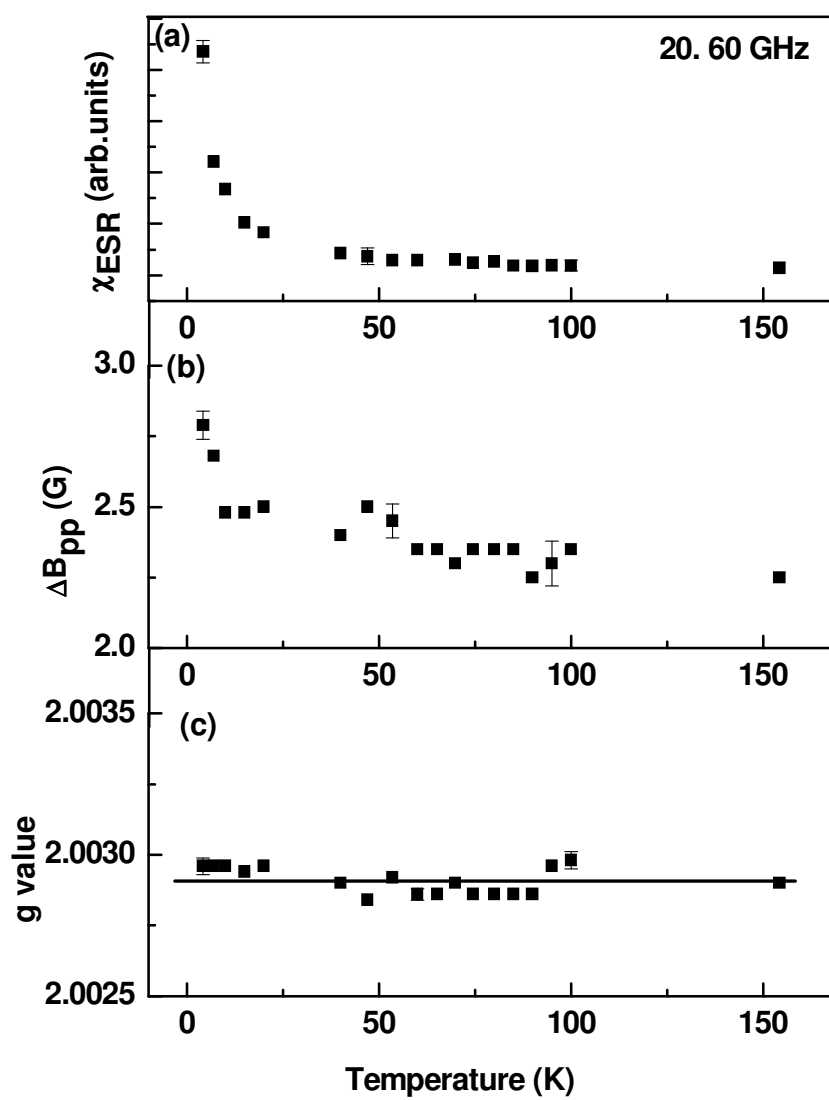 (a)
20. 60 GHz
χESR (arb.units)
0 50 100 150
(b)
3.0
2.5
2.0
ΔBpp (G)
0 50 100 150
(c)
2.0035
2.0030
2.0025
g value
0 50 100 150
Temperature (K)